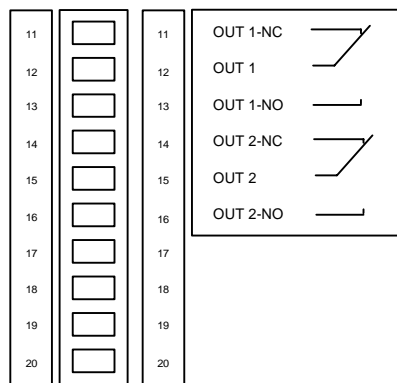 11 11 OUT 1-NC
12 12 OUT 1
13 13 OUT 1-NO
14 14 OUT 2-NC
15 15 OUT 2
16 16 OUT 2-NO
17 17
18 18
19 19
20 20